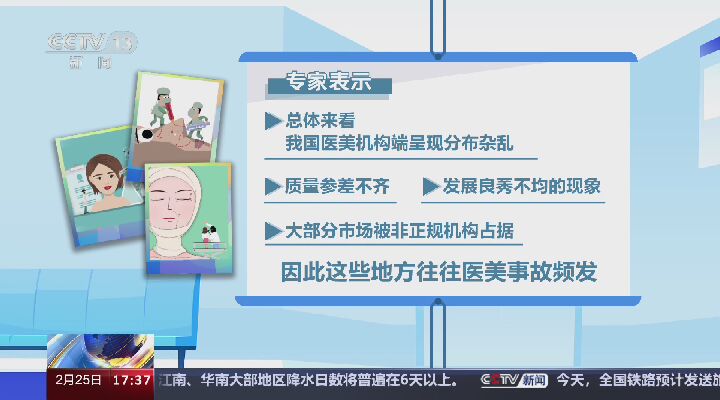 CCTV 13
新闻
专家表示
总体来看
我国医美机构端呈现分布杂乱
质量参差不齐
发展良秀不均的现象
大部分市场被非正规机构占据
因此这些地方往往医美事故频发
2月25日 17:37 江南、华南大部地区降水日数将普遍在6天以上。 CCTV 新闻 今天，全国铁路预计发送旅